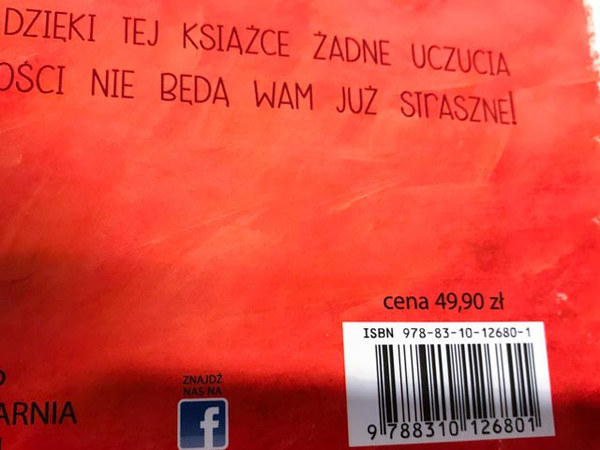 DZIĘKI TEJ KSIĄŻCE ŻADNE UCZUCIA
OŚCI NIE BĘDĄ WAM JUŻ STRASZNE!
cena 49,90 zł
ISBN 978-83-10-12680-1
9 788310 126801
ZNAJDŹ
NAS NA
f
ARNIA